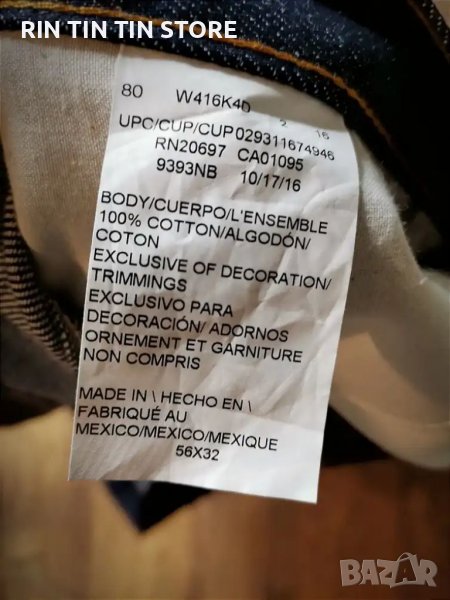 RIN TIN TIN STORE
80 W416K4D
2 16
UPC/CUP/CUP029311674946
RN20697 CA01095
9393NB 10/17/16
BODY/CUERPO/L'ENSEMBLE
100% COTTON/ALGODÓN/
COTON
EXCLUSIVE OF DECORATION/
TRIMMINGS
EXCLUSIVO PARA
DECORACIÓN/ ADORNOS
ORNEMENT ET GARNITURE
NON COMPRIS
MADE IN \ HECHO EN \
FABRIQUÉ AU
MEXICO/MEXICO/MEXIQUE
56X32
BAZAR